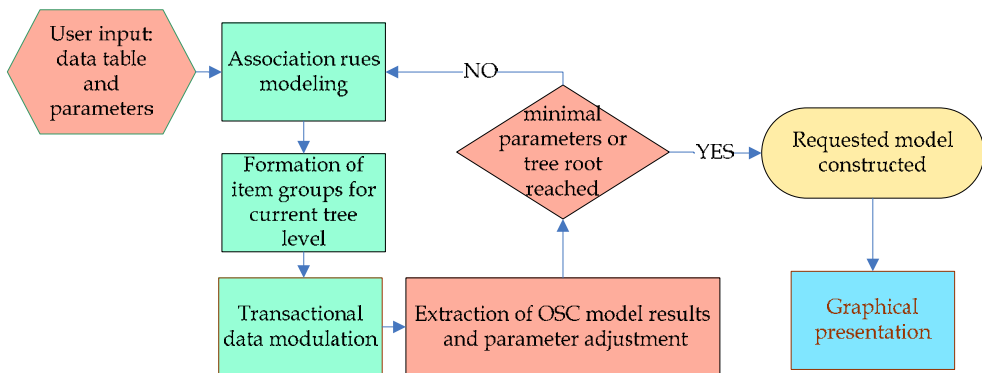 User input:
data table
and
parameters
Association rues
modeling
Formation of
item groups for
current tree
level
Transactional
data modulation
Extraction of OSC model results
and parameter adjustment
minimal
parameters or
tree root
reached
NO
YES
Requested model
constructed
Graphical
presentation